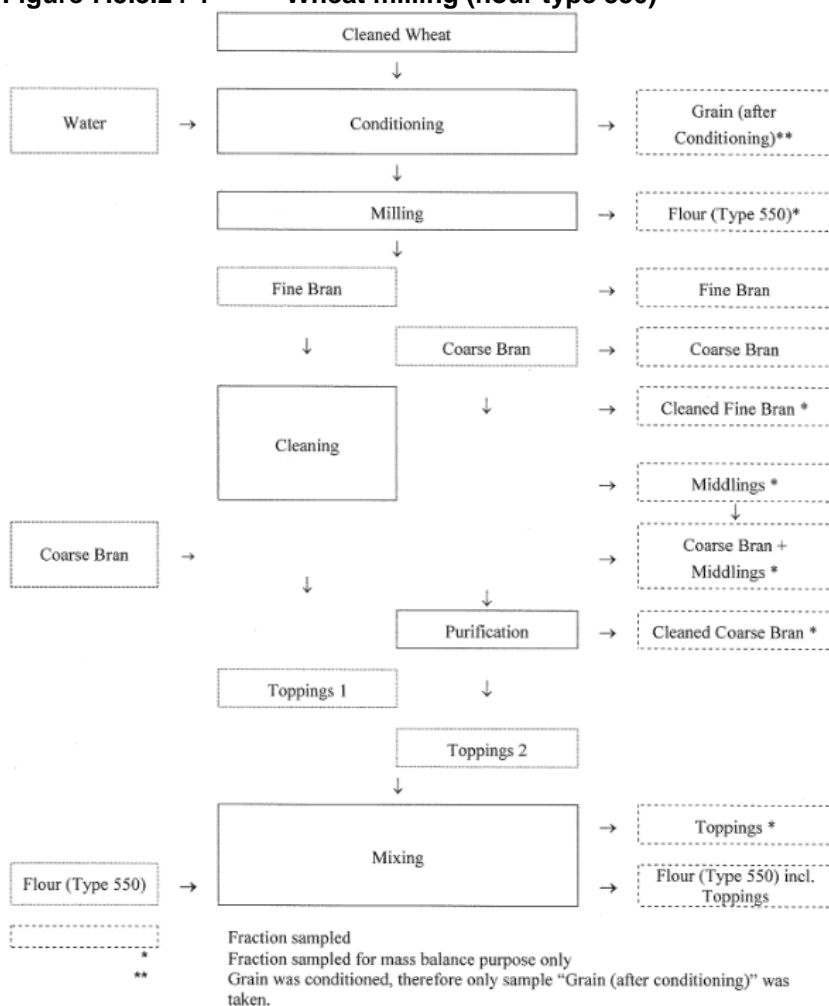 Figure Wheat milling (flour type 550)
Cleaned Wheat
↓
Water → Conditioning → Grain (after
Conditioning)**
↓
Milling → Flour (Type 550)*
↓
Fine Bran → Fine Bran
↓ Coarse Bran → Coarse Bran
↓ → Cleaned Fine Bran *
Cleaning
→ Middlings *
↓
Coarse Bran → → Coarse Bran +
Middlings *
↓ ↓
Purification → Cleaned Coarse Bran *
Toppings 1 ↓
Toppings 2
↓
→ Toppings *
Mixing
Flour (Type 550) → → Flour (Type 550) incl.
Toppings
Fraction sampled
* Fraction sampled for mass balance purpose only
** Grain was conditioned, therefore only sample “Grain (after conditioning)” was
taken.